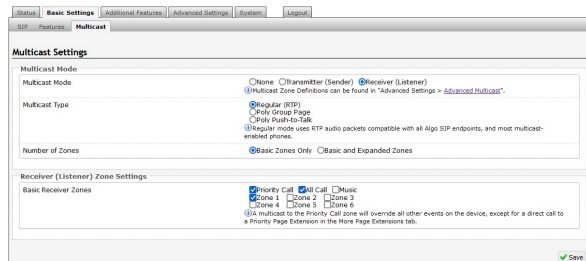 Status Basic Settings Additional Features Advanced Settings System Logout
SIP Features Multicast
Multicast Settings
Multicast Mode
Multicast Mode None Transmitter (Sender) Receiver (Listener)
Multicast Zone Definitions can be found in "Advanced Settings > Advanced Multicast".
Multicast Type Regular (RTP)
Poly Group Page
Poly Push-to-Talk
Regular mode uses RTP audio packets compatible with all Algo SIP endpoints, and most multicast-
enabled phones.
Number of Zones Basic Zones Only Basic and Expanded Zones
Receiver (Listener) Zone Settings
Basic Receiver Zones Priority Call All Call Music
Zone 1 Zone 2 Zone 3
Zone 4 Zone 5 Zone 6
A multicast to the Priority Call zone will override all other events on the device, except for a direct call to
a Priority Page Extension in the More Page Extensions tab.
Save